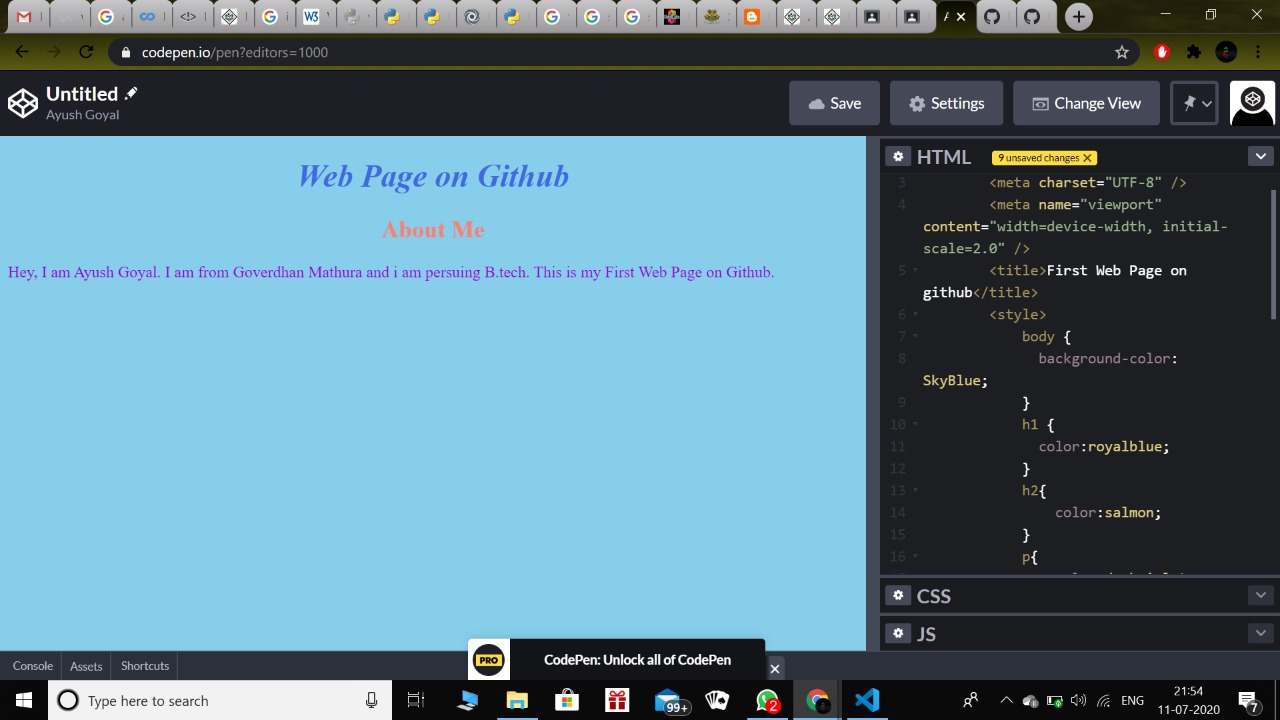 codepen.io/pen?editors=1000
Untitled
Ayush Goyal
Save
Settings
Change View
Web Page on Github
About Me
Hey, I am Ayush Goyal. I am from Goverdhan Mathura and i am persuing B.tech. This is my First Web Page on Github.
HTML
9 unsaved changes X
3 <meta charset="UTF-8" />
4 <meta name="viewport"
content="width=device-width, initial-
scale=2.0" />
5 <title>First Web Page on
github</title>
6 <style>
7 body {
8 background-color:
SkyBlue;
9 }
10 h1 {
11 color:royalblue;
12 }
13 h2{
14 color:salmon;
15 }
16 p{
CSS
JS
Console
Assets
Shortcuts
PRO
CodePen: Unlock all of CodePen
Type here to search
99+
2
ENG
21:54
11-07-2020
7